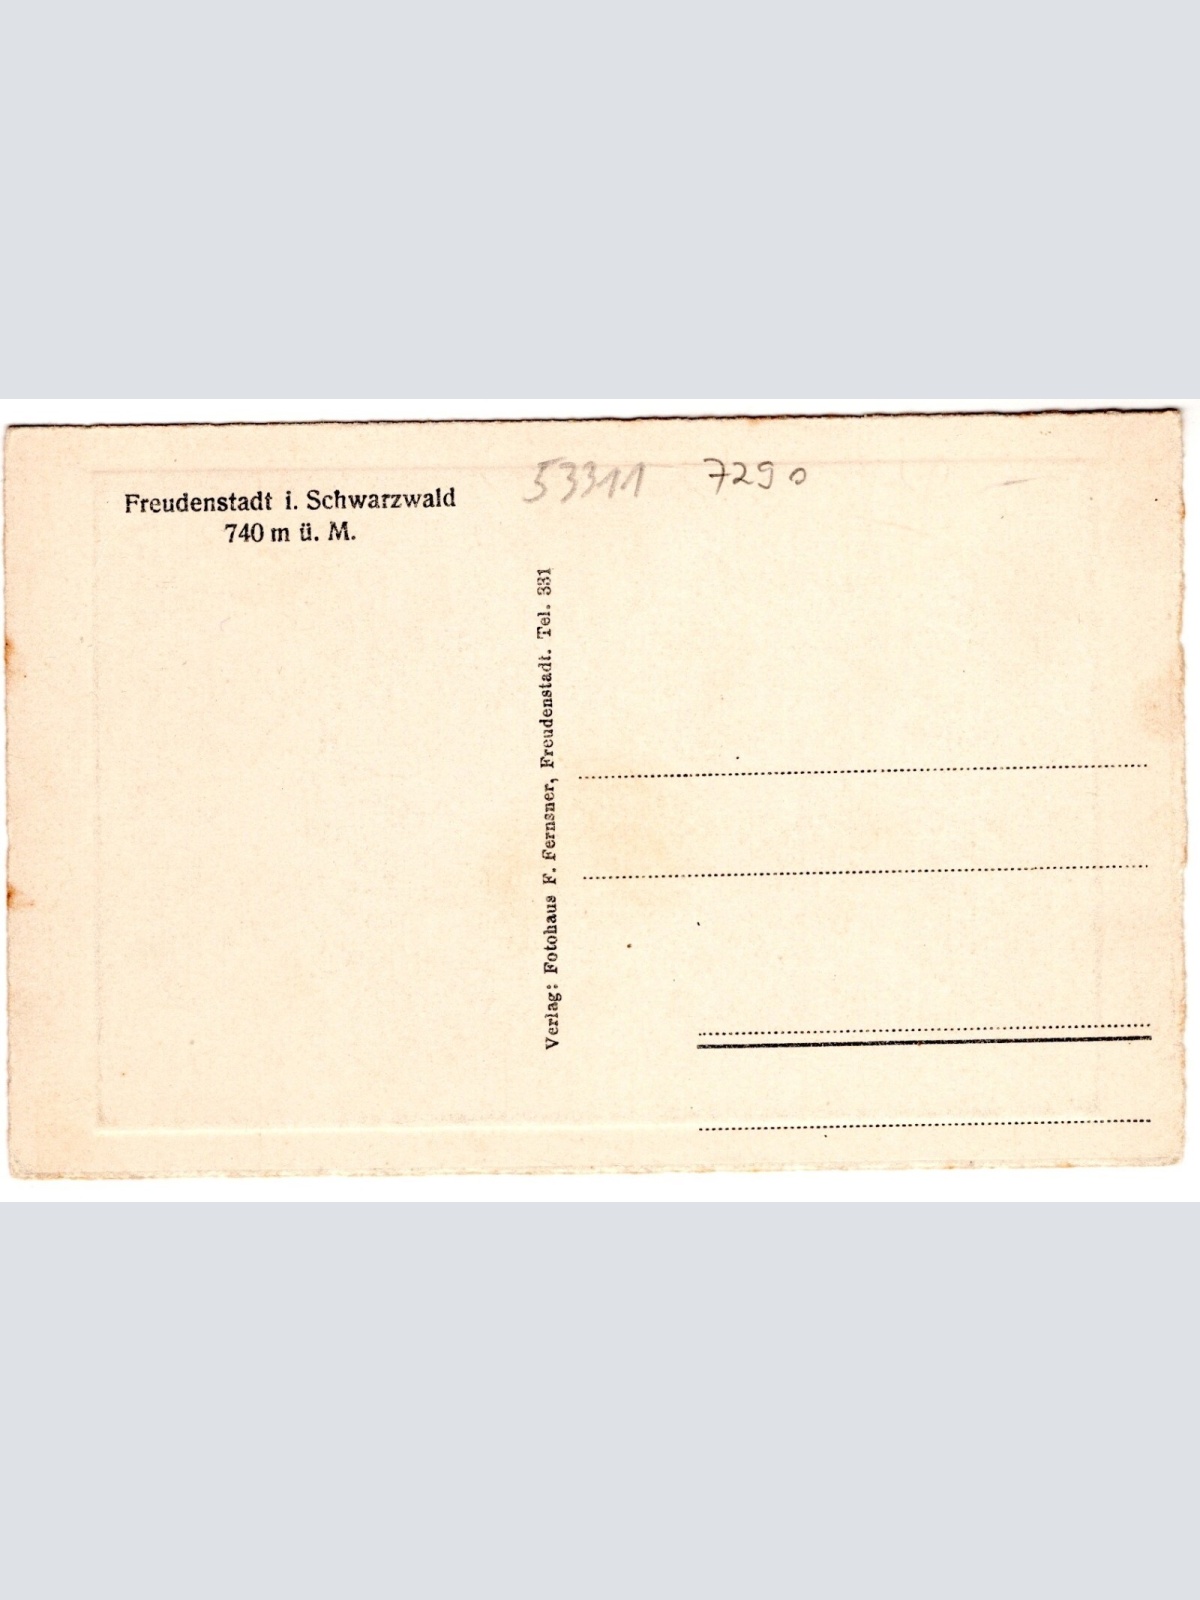 Freudenstadt i. Schwarzwald
740 m ü. M.
53311 7290
Verlag: Fotohaus F. Fernsner, Freudenstadt. Tel. 331